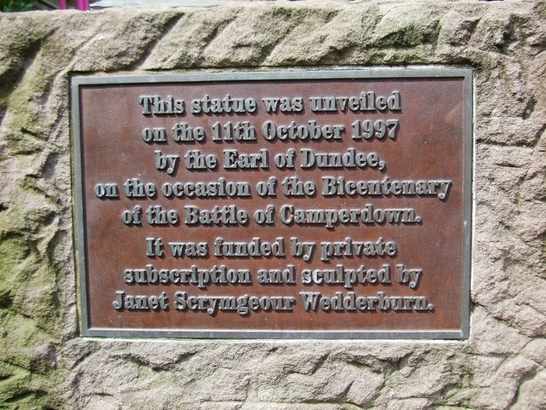 This statue was unveiled
on the 11th October 1997
by the Earl of Dundee,
on the occasion of the Bicentenary
of the Battle of Camperdown.
It was funded by private
subscription and sculpted by
Janet Scrymgeour Wedderburn.